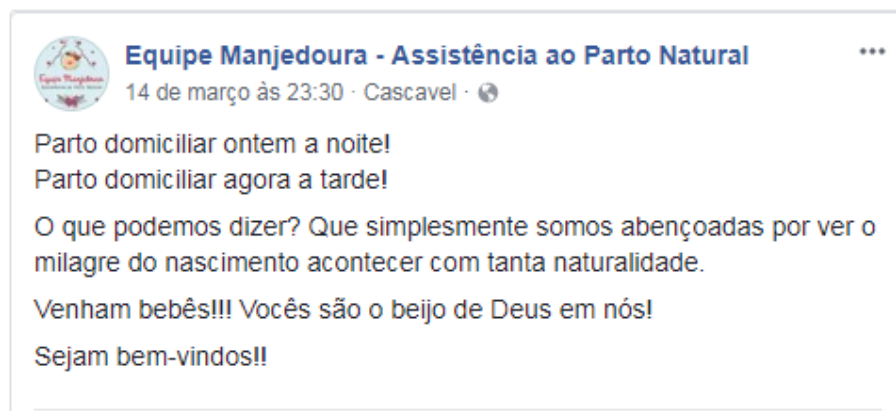 Equipe Manjedoura - Assistência ao Parto Natural
14 de março às 23:30 · Cascavel ·
Parto domiciliar ontem a noite!
Parto domiciliar agora a tarde!
O que podemos dizer? Que simplesmente somos abençoadas por ver o
milagre do nascimento acontecer com tanta naturalidade.
Venham bebês!!! Vocês são o beijo de Deus em nós!
Sejam bem-vindos!!